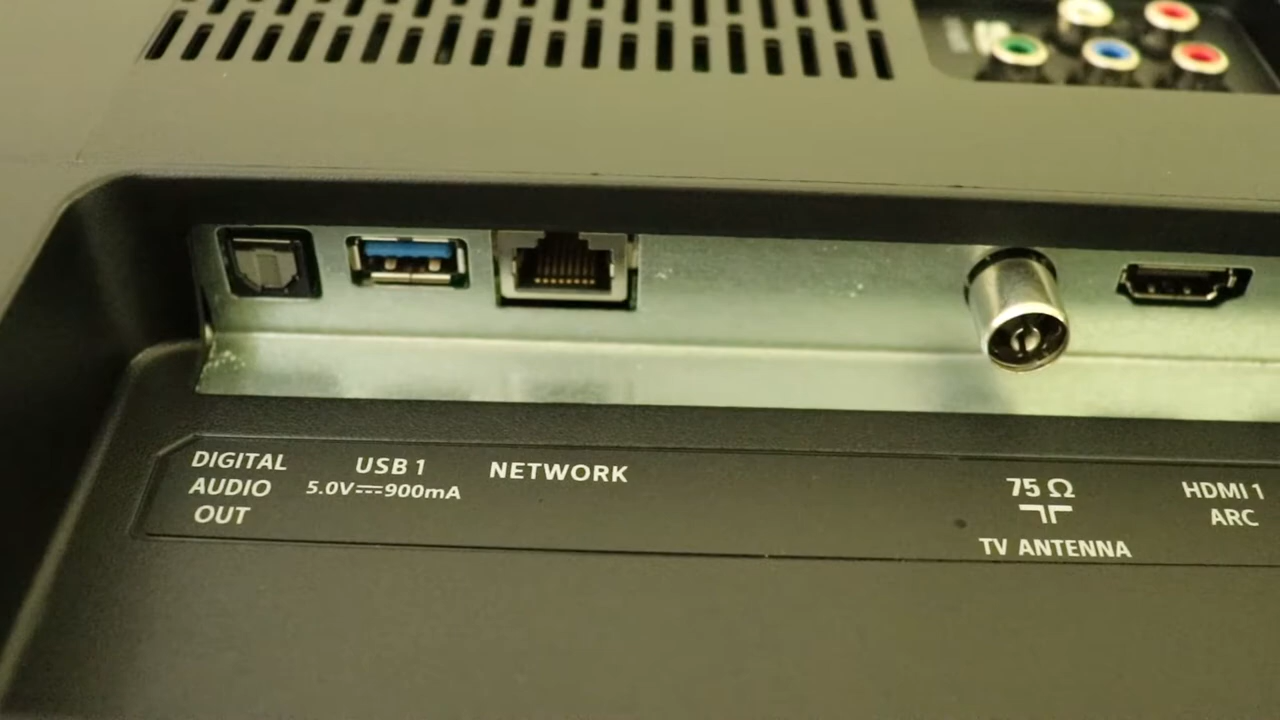 DIGITAL
AUDIO
OUT
USB 1
5.0V⎓900mA
NETWORK
75 Ω
TV ANTENNA
HDMI 1
ARC